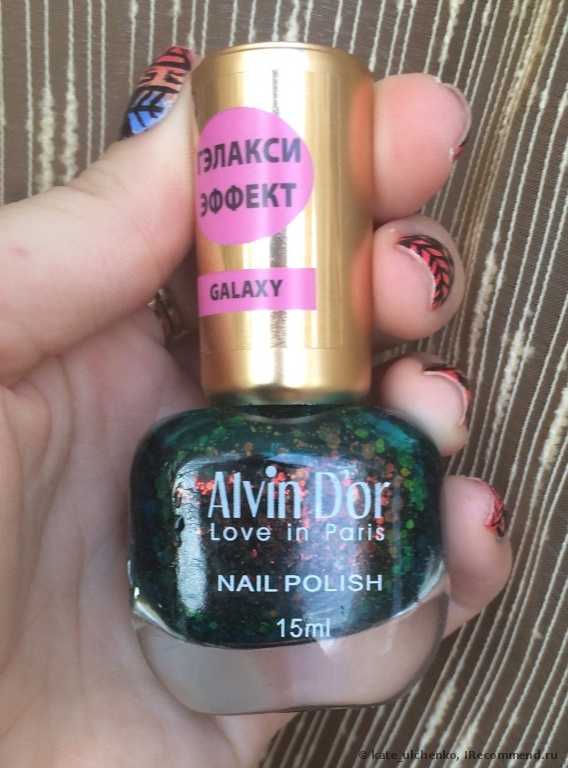 ГЭЛАКСИ
ЭФФЕКТ
GALAXY
Alvin D'or
Love in Paris
NAIL POLISH
15ml
© kate_ulchenko, IRecommend.ru